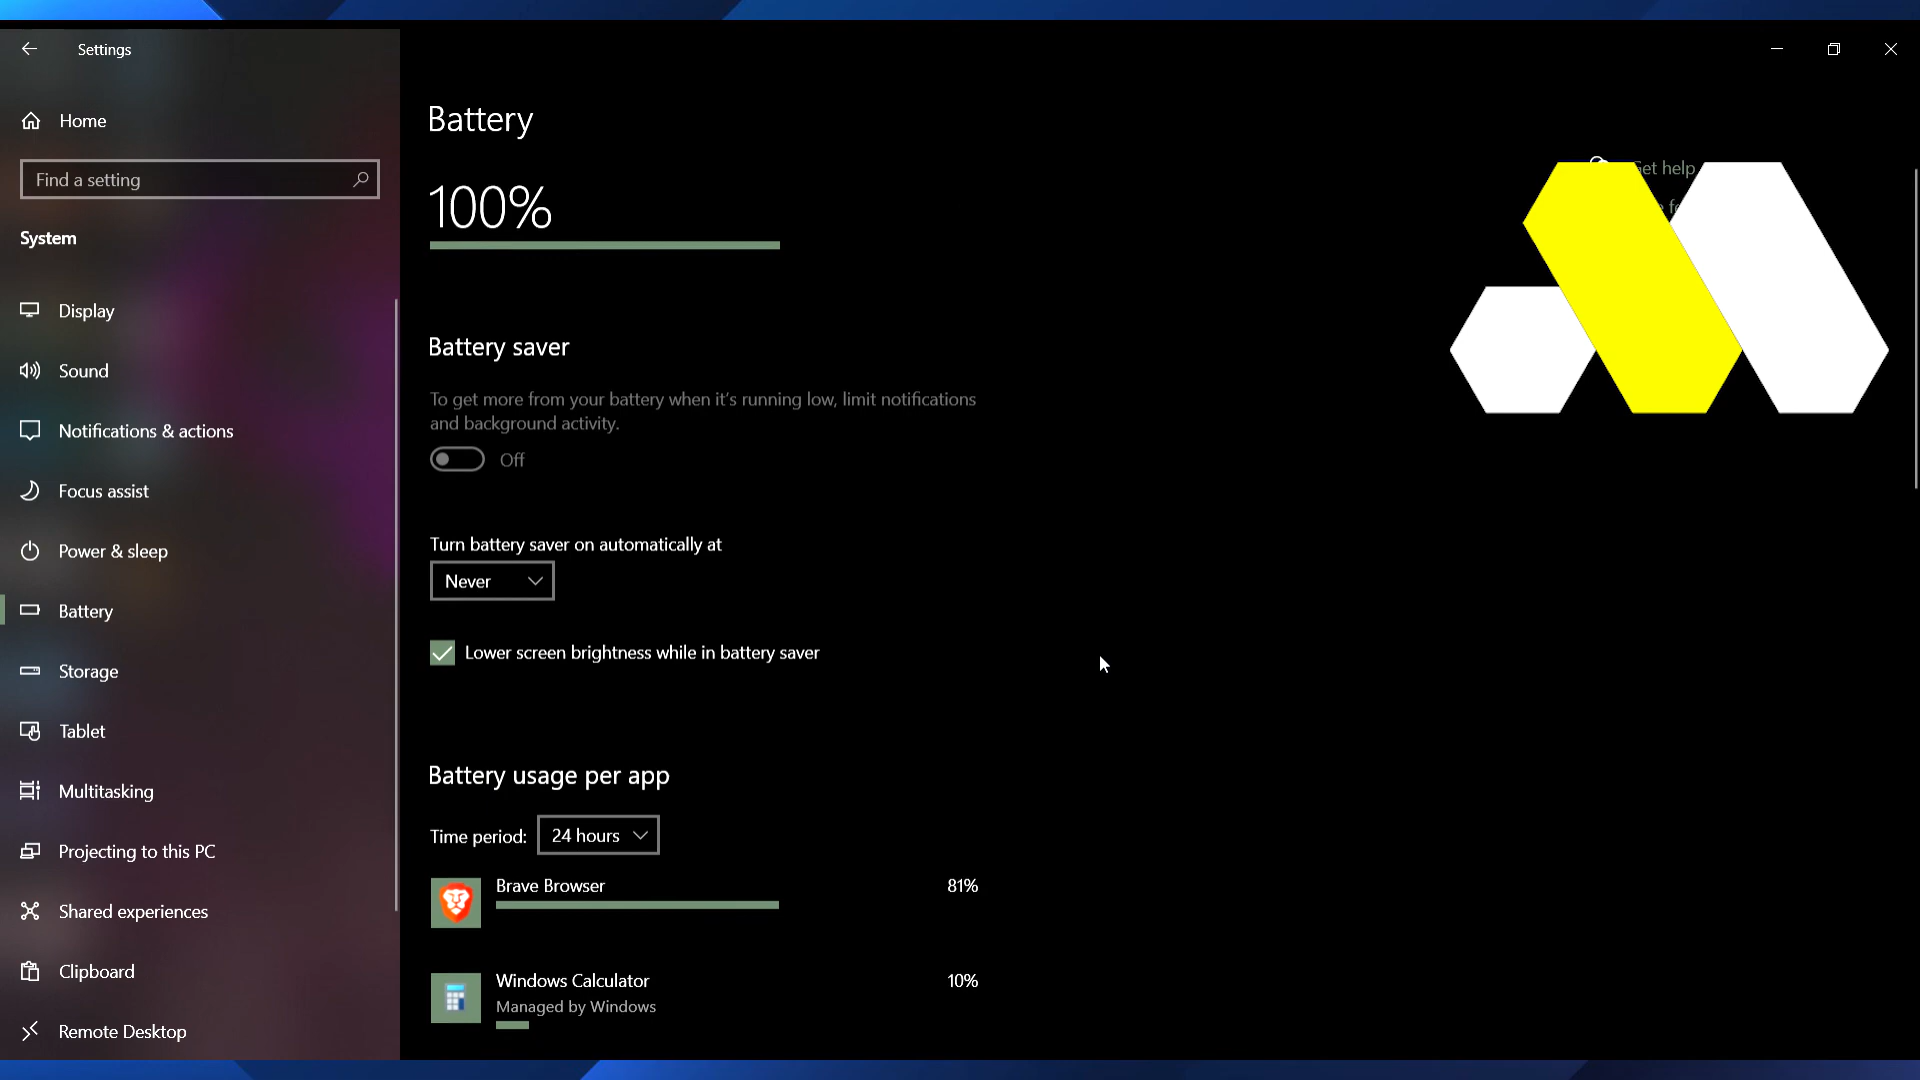 Settings
Home
Find a setting
System
Display
Sound
Notifications & actions
Focus assist
Power & sleep
Battery
Storage
Tablet
Multitasking
Projecting to this PC
Shared experiences
Clipboard
Remote Desktop
Battery
100%
Battery saver
To get more from your battery when it's running low, limit notifications
and background activity.
Off
Turn battery saver on automatically at
Never
Lower screen brightness while in battery saver
Battery usage per app
Time period: 24 hours
Brave Browser 81%
Windows Calculator 10%
Managed by Windows
help